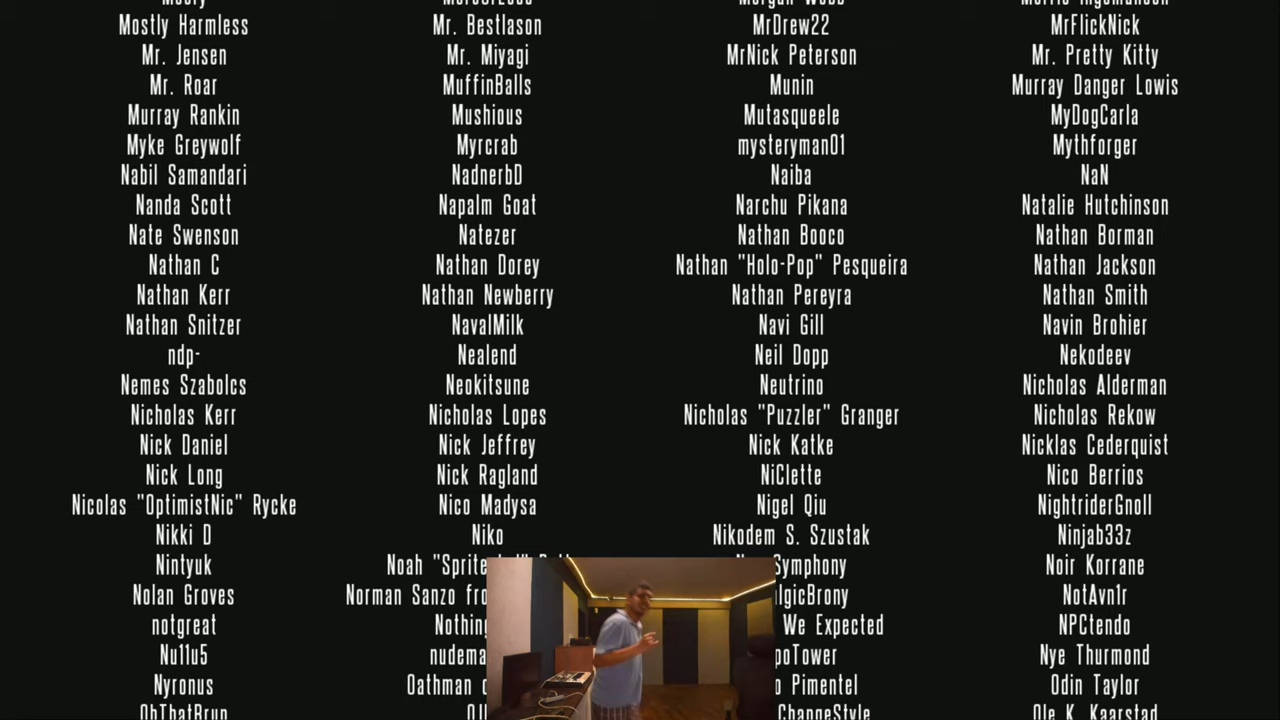 Mostly Harmless Mr. Bestlason MrDrew22 MrFlickNick
Mr. Jensen Mr. Miyagi MrNick Peterson Mr. Pretty Kitty
Mr. Roar MuffinBalls Munin Murray Danger Lowis
Murray Rankin Mushious Mutasqueele MyDogCarla
Myke Greywolf Myrcrab mysteryman01 Mythforger
Nabil Samandari NadnerbD Naiba NaN
Nanda Scott Napalm Goat Narchu Pikana Natalie Hutchinson
Nate Swenson Natezer Nathan Booco Nathan Borman
Nathan C Nathan Dorey Nathan "Holo-Pop" Pesqueira Nathan Jackson
Nathan Kerr Nathan Newberry Nathan Pereyra Nathan Smith
Nathan Snitzer NavalMilk Navi Gill Navin Brohier
ndp- Nealend Neil Dopp Nekodeev
Nemes Szabolcs Neokitsune Neutrino Nicholas Alderman
Nicholas Kerr Nicholas Lopes Nicholas "Puzzler" Granger Nicholas Rekow
Nick Daniel Nick Jeffrey Nick Katke Nicklas Cederquist
Nick Long Nick Ragland NiClette Nico Berrios
Nicolas "OptimistNic" Rycke Nico Madysa Nigel Qiu NightriderGnoll
Nikki D Niko Nikodem S. Szustak Ninjab33z
Nintyuk Noah Symphony Noir Korrane
Nolan Groves Norman Sanzo NotAvn1r
notgreat We Expected NPCtendo
Nu11u5 Nye Thurmond
Nyronus Oathman Pimentel Odin Taylor
OhThatBrun ChangeStyle Ole K. Kaarstad